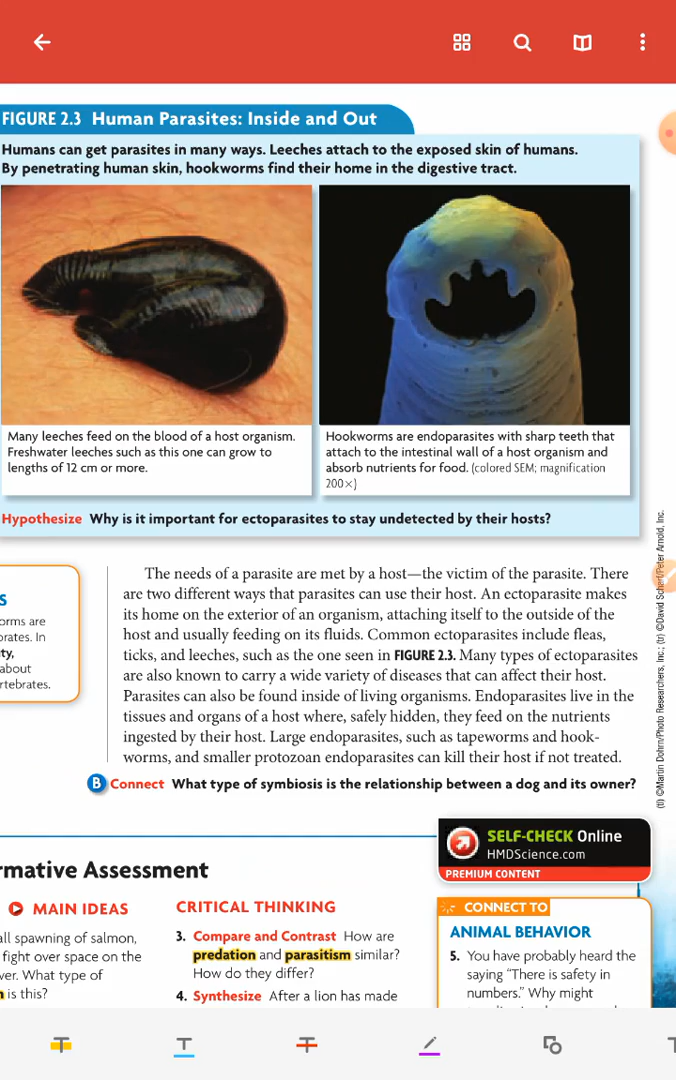 FIGURE 2.3 Human Parasites: Inside and Out
Humans can get parasites in many ways. Leeches attach to the exposed skin of humans.
By penetrating human skin, hookworms find their home in the digestive tract.
Many leeches feed on the blood of a host organism.
Freshwater leeches such as this one can grow to
lengths of 12 cm or more.
Hookworms are endoparasites with sharp teeth that
attach to the intestinal wall of a host organism and
absorb nutrients for food. (colored SEM; magnification
200×)
Hypothesize Why is it important for ectoparasites to stay undetected by their hosts?
(tl) ©Martin Dohrn/Photo Researchers, Inc.; (tr) ©David Scharf/Peter Arnold, Inc.
S
orms are
brates. In
ty,
about
rtebrates.
The needs of a parasite are met by a host—the victim of the parasite. There
are two different ways that parasites can use their host. An ectoparasite makes
its home on the exterior of an organism, attaching itself to the outside of the
host and usually feeding on its fluids. Common ectoparasites include fleas,
ticks, and leeches, such as the one seen in FIGURE 2.3. Many types of ectoparasites
are also known to carry a wide variety of diseases that can affect their host.
Parasites can also be found inside of living organisms. Endoparasites live in the
tissues and organs of a host where, safely hidden, they feed on the nutrients
ingested by their host. Large endoparasites, such as tapeworms and hook-
worms, and smaller protozoan endoparasites can kill their host if not treated.
B Connect What type of symbiosis is the relationship between a dog and its owner?
SELF-CHECK Online
HMDScience.com
PREMIUM CONTENT
rmative Assessment
MAIN IDEAS
all spawning of salmon,
fight over space on the
ver. What type of
n is this?
CRITICAL THINKING
3. Compare and Contrast How are
predation and parasitism similar?
How do they differ?
4. Synthesize After a lion has made
CONNECT TO
ANIMAL BEHAVIOR
5. You have probably heard the
saying “There is safety in
numbers.” Why might